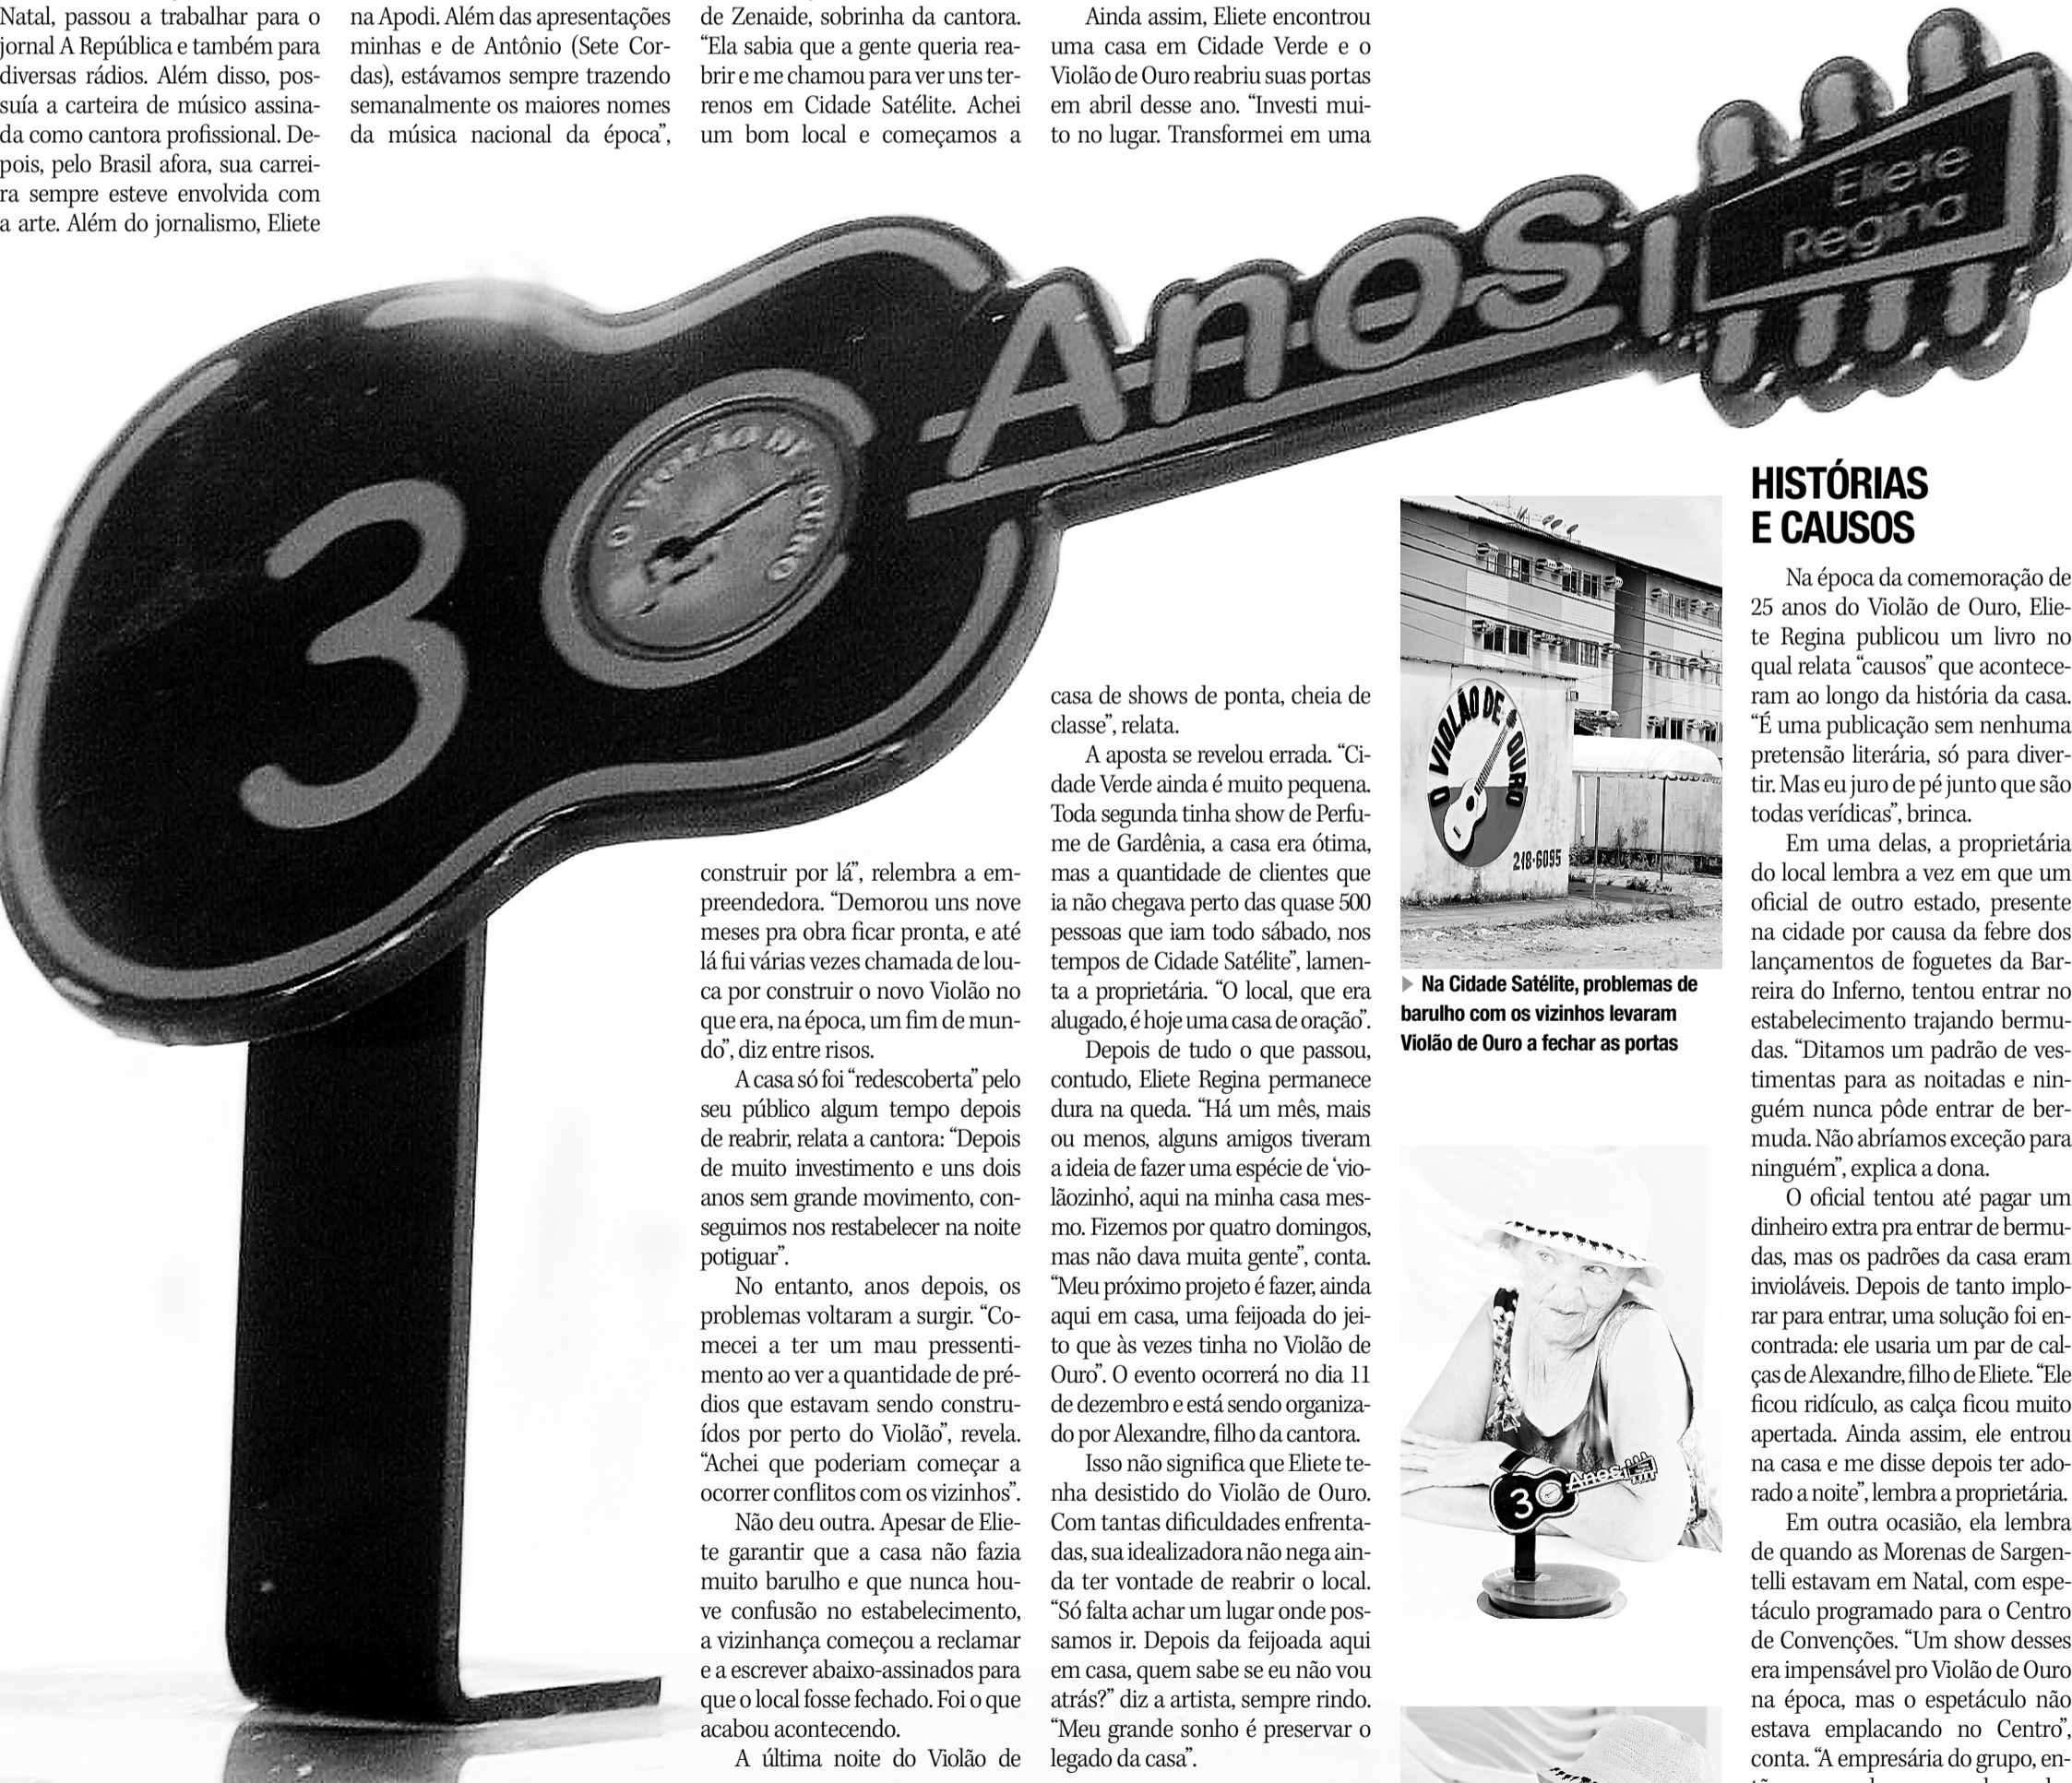 Natal, passou a trabalhar para o
jornal A República e também para
diversas rádios. Além disso, pos-
suía a carteira de músico assina-
da como cantora profissional. De-
pois, pelo Brasil afora, sua carrei-
ra sempre esteve envolvida com
a arte. Além do jornalismo, Eliete
na Apodi. Além das apresentações
minhas e de Antônio (Sete Cor-
das), estávamos sempre trazendo
semanalmente os maiores nomes
da música nacional da época”,
de Zenaide, sobrinha da cantora.
“Ela sabia que a gente queria rea-
brir e me chamou para ver uns ter-
renos em Cidade Satélite. Achei
um bom local e começamos a
construir por lá”, relembra a em-
preendedora. “Demorou uns nove
meses pra obra ficar pronta, e até
lá fui várias vezes chamada de lou-
ca por construir o novo Violão no
que era, na época, um fim de mun-
do”, diz entre risos.
A casa só foi “redescoberta” pelo
seu público algum tempo depois
de reabrir, relata a cantora: “Depois
de muito investimento e uns dois
anos sem grande movimento, con-
seguimos nos restabelecer na noite
potiguar”.
No entanto, anos depois, os
problemas voltaram a surgir. “Co-
mecei a ter um mau pressenti-
mento ao ver a quantidade de pré-
dios que estavam sendo constru-
ídos por perto do Violão”, revela.
“Achei que poderiam começar a
ocorrer conflitos com os vizinhos”.
Não deu outra. Apesar de Elie-
te garantir que a casa não fazia
muito barulho e que nunca hou-
ve confusão no estabelecimento,
a vizinhança começou a reclamar
e a escrever abaixo-assinados para
que o local fosse fechado. Foi o que
acabou acontecendo.
A última noite do Violão de
Ainda assim, Eliete encontrou
uma casa em Cidade Verde e o
Violão de Ouro reabriu suas portas
em abril desse ano. “Investi mui-
to no lugar. Transformei em uma
casa de shows de ponta, cheia de
classe”, relata.
A aposta se revelou errada. “Ci-
dade Verde ainda é muito pequena.
Toda segunda tinha show de Perfu-
me de Gardênia, a casa era ótima,
mas a quantidade de clientes que
ia não chegava perto das quase 500
pessoas que iam todo sábado, nos
tempos de Cidade Satélite”, lamen-
ta a proprietária. “O local, que era
alugado, é hoje uma casa de oração”.
Depois de tudo o que passou,
contudo, Eliete Regina permanece
dura na queda. “Há um mês, mais
ou menos, alguns amigos tiveram
a ideia de fazer uma espécie de ‘vio-
lãozinho’, aqui na minha casa mes-
mo. Fizemos por quatro domingos,
mas não dava muita gente”, conta.
“Meu próximo projeto é fazer, ainda
aqui em casa, uma feijoada do jei-
to que às vezes tinha no Violão de
Ouro”. O evento ocorrerá no dia 11
de dezembro e está sendo organiza-
do por Alexandre, filho da cantora.
Isso não significa que Eliete te-
nha desistido do Violão de Ouro.
Com tantas dificuldades enfrenta-
das, sua idealizadora não nega ain-
da ter vontade de reabrir o local.
“Só falta achar um lugar onde pos-
samos ir. Depois da feijoada aqui
em casa, quem sabe se eu não vou
atrás?” diz a artista, sempre rindo.
“Meu grande sonho é preservar o
legado da casa”.
30 Anos
Eliete
Regina
O VIOLÃO DE OURO
O VIOLÃO DE OURO
218-6095
Na Cidade Satélite, problemas de
barulho com os vizinhos levaram
Violão de Ouro a fechar as portas
30 Anos
HISTÓRIAS
E CAUSOS
Na época da comemoração de
25 anos do Violão de Ouro, Elie-
te Regina publicou um livro no
qual relata “causos” que acontece-
ram ao longo da história da casa.
“É uma publicação sem nenhuma
pretensão literária, só para diver-
tir. Mas eu juro de pé junto que são
todas verídicas”, brinca.
Em uma delas, a proprietária
do local lembra a vez em que um
oficial de outro estado, presente
na cidade por causa da febre dos
lançamentos de foguetes da Bar-
reira do Inferno, tentou entrar no
estabelecimento trajando bermu-
das. “Ditamos um padrão de ves-
timentas para as noitadas e nin-
guém nunca pôde entrar de ber-
muda. Não abríamos exceção para
ninguém”, explica a dona.
O oficial tentou até pagar um
dinheiro extra pra entrar de bermu-
das, mas os padrões da casa eram
invioláveis. Depois de tanto implo-
rar para entrar, uma solução foi en-
contrada: ele usaria um par de cal-
ças de Alexandre, filho de Eliete. “Ele
ficou ridículo, as calça ficou muito
apertada. Ainda assim, ele entrou
na casa e me disse depois ter ado-
rado a noite”, lembra a proprietária.
Em outra ocasião, ela lembra
de quando as Morenas de Sargen-
telli estavam em Natal, com espe-
táculo programado para o Centro
de Convenções. “Um show desses
era impensável pro Violão de Ouro
na época, mas o espetáculo não
estava emplacando no Centro”,
conta. “A empresária do grupo, en-